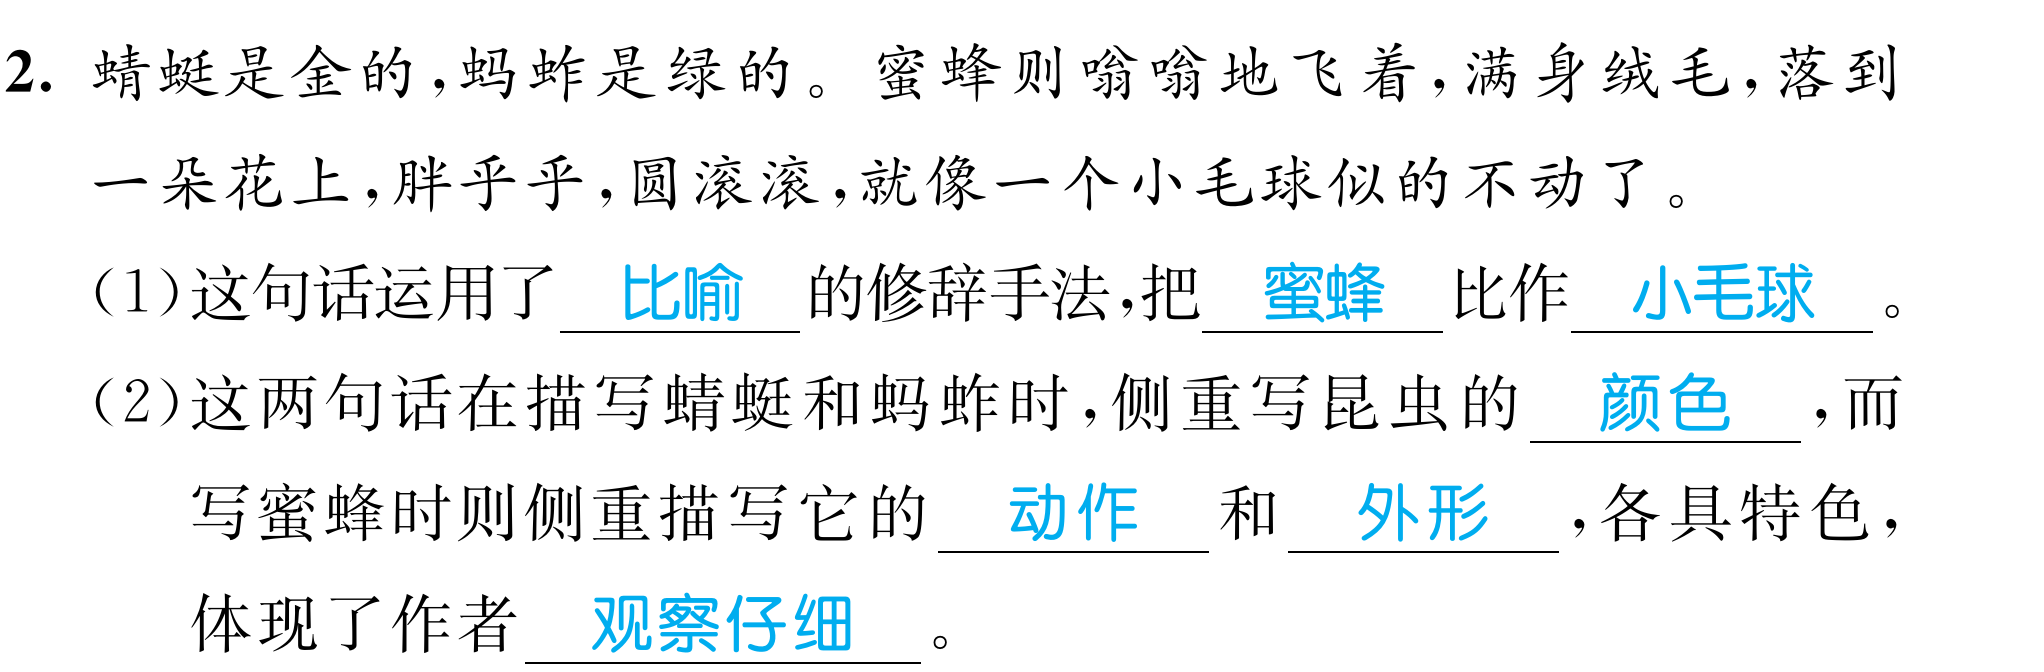 2. 蜻蜓是金的,蚂蚱是绿的。蜜蜂则嗡嗡地飞着,满身绒毛,落到
一朵花上,胖乎乎,圆滚滚,就像一个小毛球似的不动了。
(1)这句话运用了 比喻 的修辞手法,把 蜜蜂 比作 小毛球 。
(2)这两句话在描写蜻蜓和蚂蚱时,侧重写昆虫的 颜色 ,而
写蜜蜂时则侧重描写它的 动作 和 外形 ,各具特色,
体现了作者 观察仔细 。